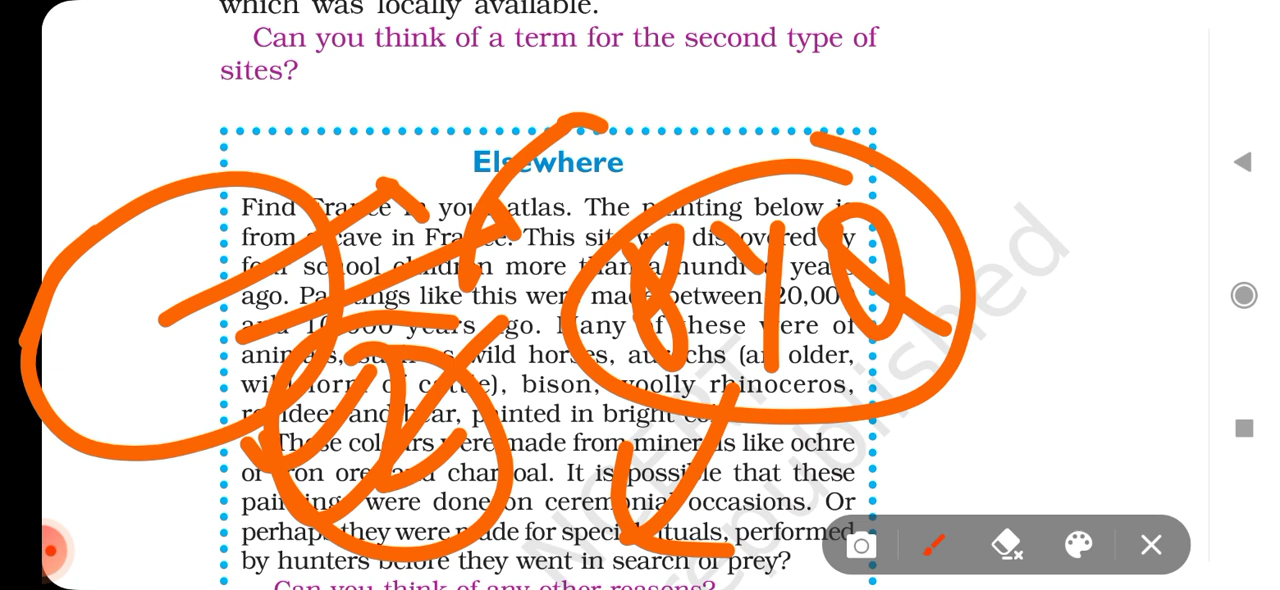 which was locally available.
Can you think of a term for the second type of
sites?
Elsewhere
Find France in your atlas. The painting below is
from a cave in France. This site was discovered by
four school children more than a hundred years
ago. Paintings like this were made between 20,000
and 10,000 years ago. Many of these were of
animals, such as wild horses, aurochs (an older,
wild form of cattle), bison, woolly rhinoceros,
reindeer and bear, painted in bright
These colours were made from minerals like ochre
or iron ore and charcoal. It is possible that these
paintings were done on ceremonial occasions. Or
perhaps they were made for special rituals, performed
by hunters before they went in search of prey?
Can you think of any other reasons?
NCERT
republished